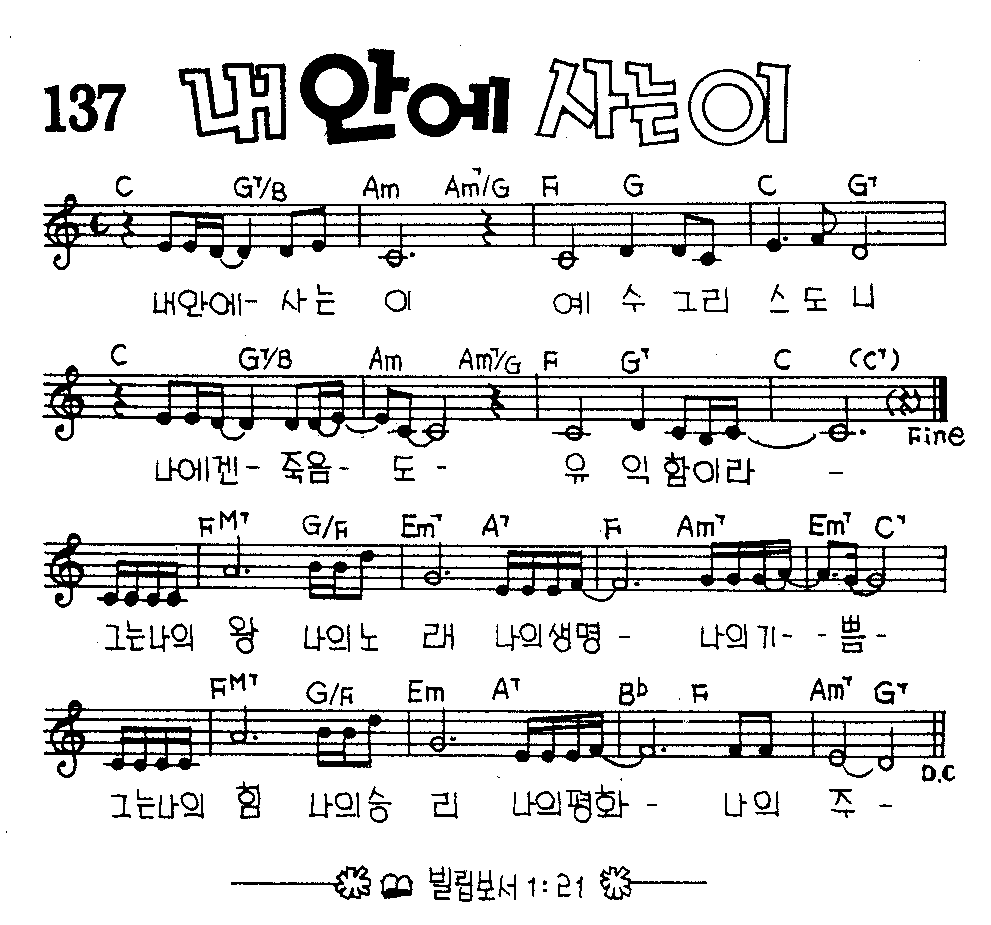 137 내 안에 사는 이
C G7/B Am Am7/G F G C G7
내안에- 사는 이 예 수 그리 스도 니
C G7/B Am Am7/G F G7 C (C7)
Fine
나에겐- 죽음- 도- 유 익 함이라 -
FM7 G/F Em7 A7 F Am7 Em7 C7
그는나의 왕 나의노 래 나의생명 - 나의기- - 쁨 -
FM7 G/F Em A7 Bb F Am7 G7
D.C
그는나의 힘 나의승 리 나의평화 - 나의 주 -
빌립보서 1:21